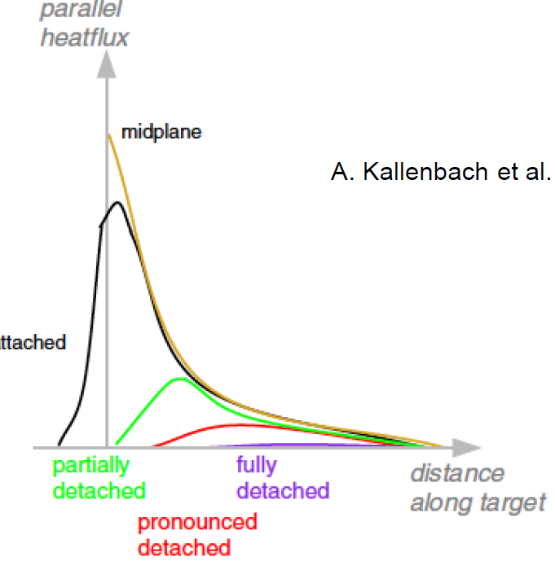 parallel
heatflux
midplane
A. Kallenbach et al.
ttached
partially
detached
fully
detached
distance
along target
pronounced
detached